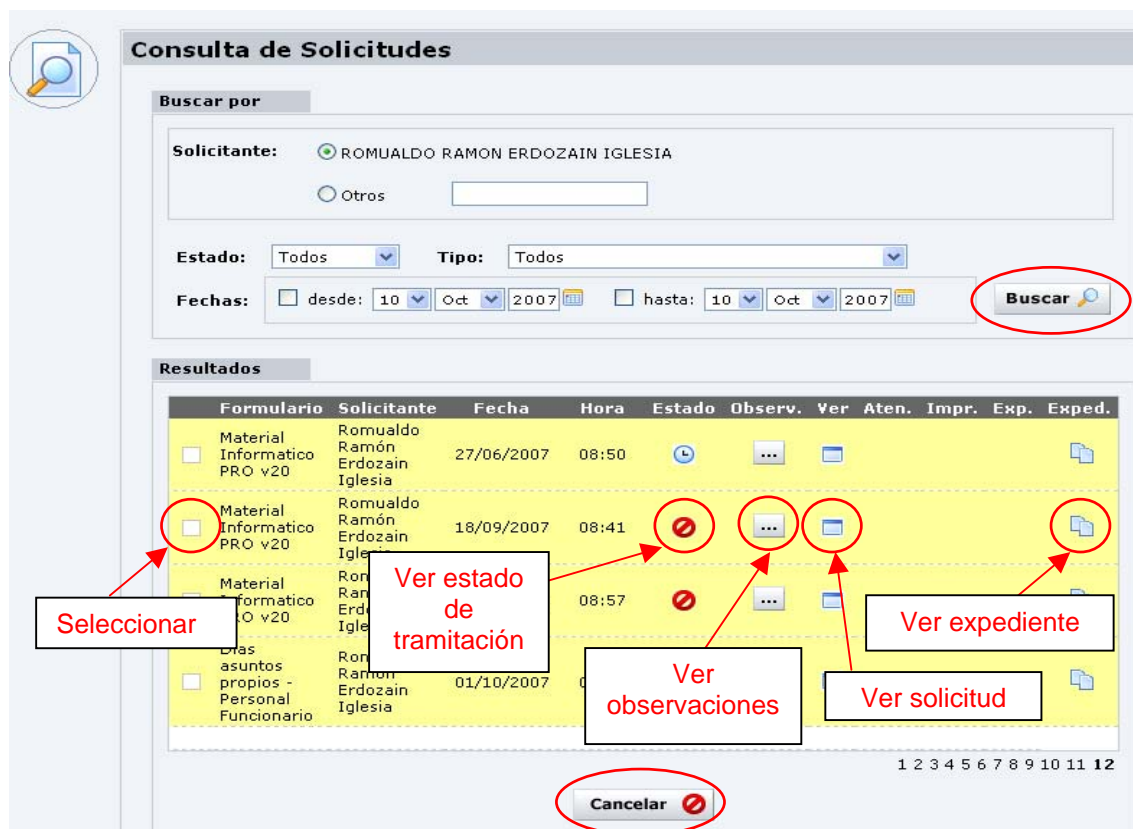 Consulta de Solicitudes
Buscar por
Solicitante: ROMUALDO RAMON ERDOZAIN IGLESIA
Otros
Estado: Todos Tipo: Todos
Fechas: desde: 10 Oct 2007 hasta: 10 Oct 2007 Buscar
Resultados
Formulario Solicitante Fecha Hora Estado Observ. Ver Aten. Impr. Exp. Exped.
Material Informatico PRO v20 Romualdo Ramón Erdozain Iglesia 27/06/2007 08:50 ...
Material Informatico PRO v20 Romualdo Ramón Erdozain 18/09/2007 08:41 ...
Material 08:57 ...
asuntos propios - Personal Funcionario Erdozain Iglesia 01/10/2007
Seleccionar
Ver estado
de
tramitación
Ver
observaciones
Ver solicitud
Ver expediente
1 2 3 4 5 6 7 8 9 10 11 12
Cancelar